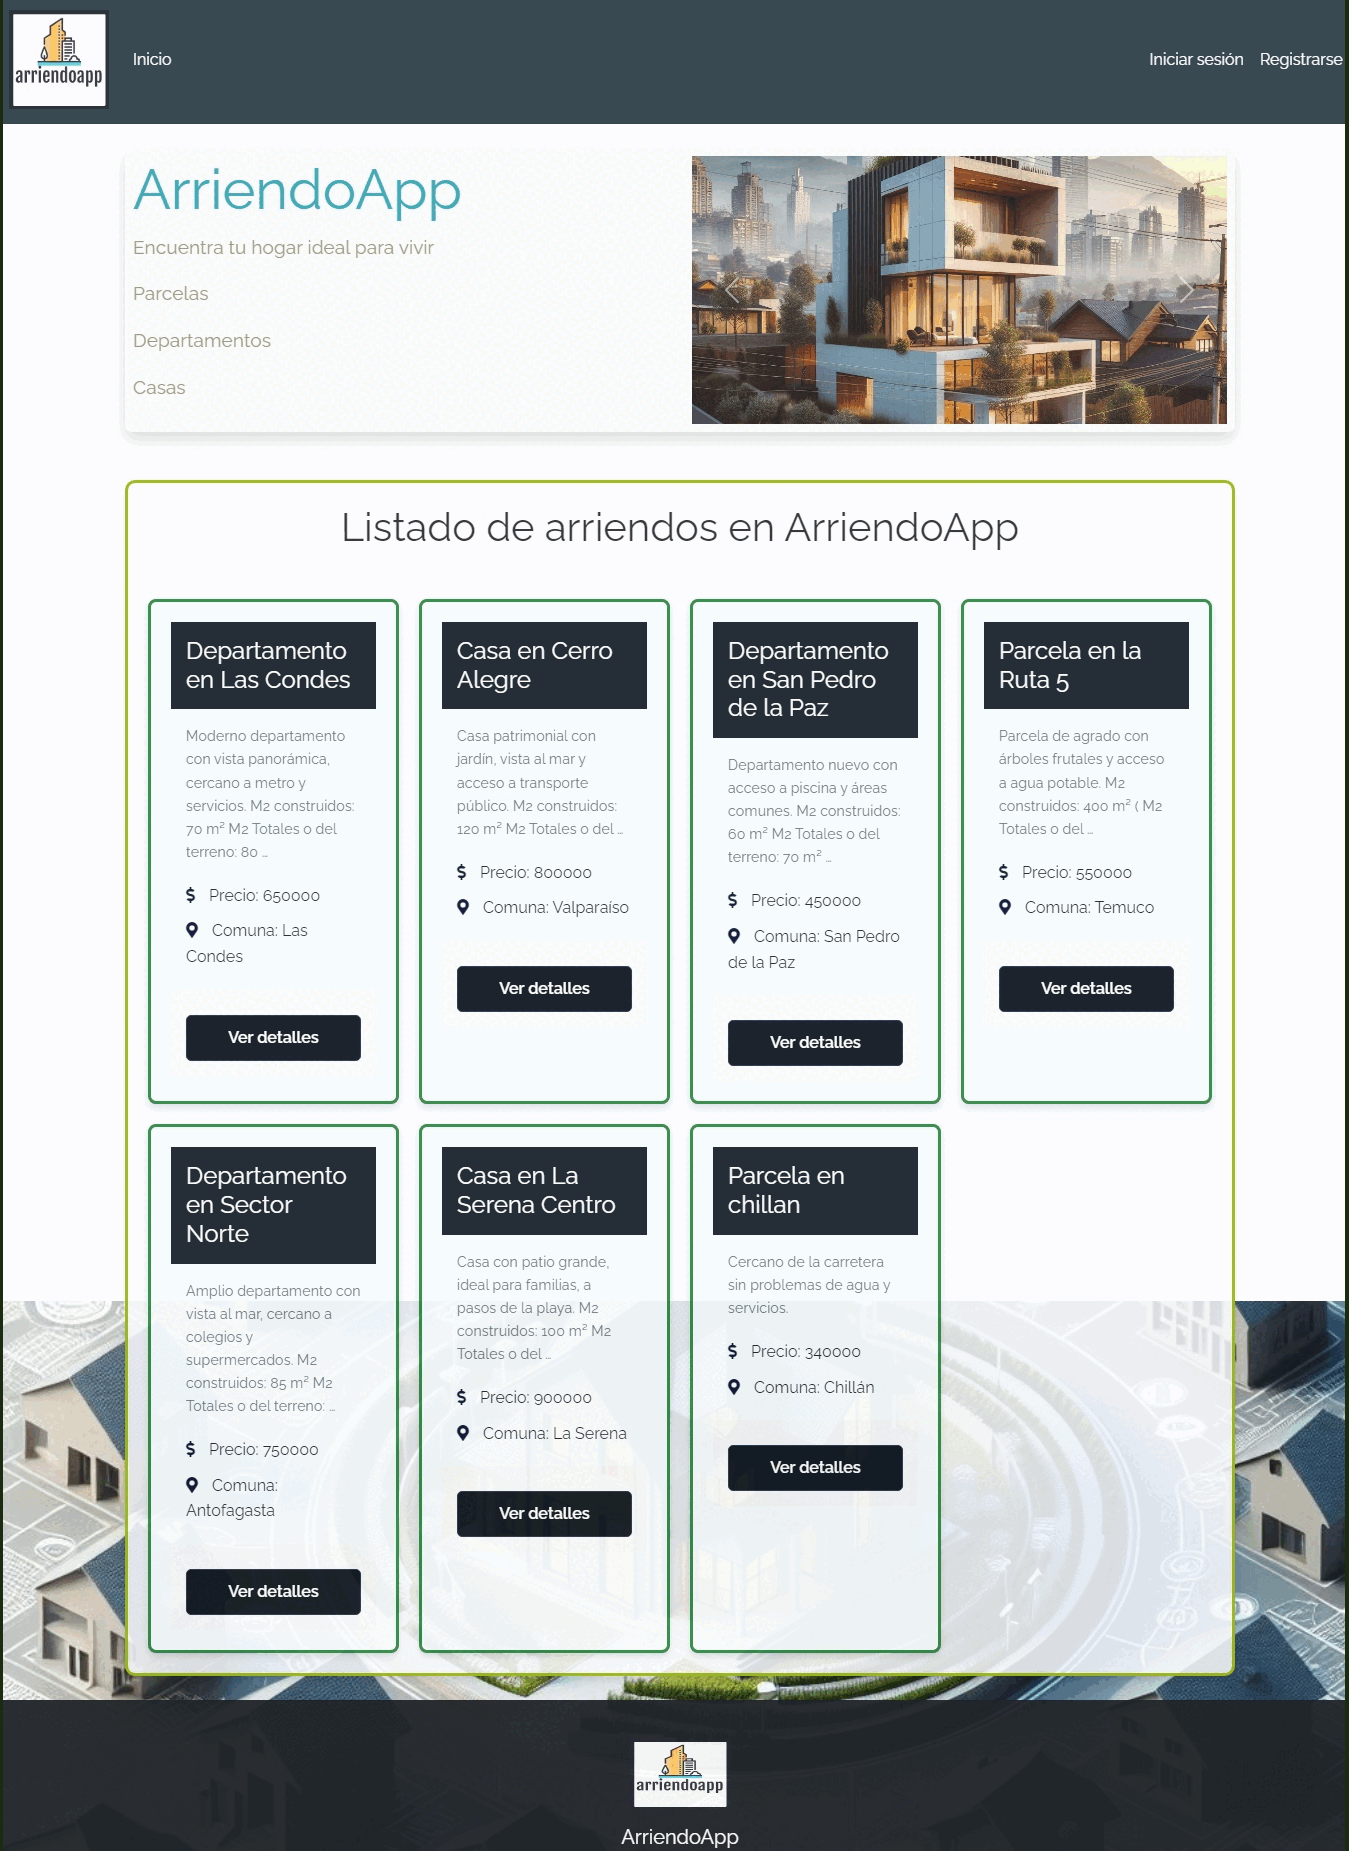 arriendoapp
Inicio
Iniciar sesión
Registrarse
ArriendoApp
Encuentra tu hogar ideal para vivir
Parcelas
Departamentos
Casas
Listado de arriendos en ArriendoApp
Departamento
en Las Condes
Moderno departamento
con vista panorámica,
cercano a metro y
servicios. M2 construidos:
70 m² M2 Totales o del
terreno: 80 ...
Precio: 650000
Comuna: Las
Condes
Ver detalles
Casa en Cerro
Alegre
Casa patrimonial con
jardín, vista al mar y
acceso a transporte
público. M2 construidos:
120 m² M2 Totales o del ...
Precio: 800000
Comuna: Valparaíso
Ver detalles
Departamento
en San Pedro
de la Paz
Departamento nuevo con
acceso a piscina y áreas
comunes. M2 construidos:
60 m² M2 Totales o del
terreno: 70 m² ...
Precio: 450000
Comuna: San Pedro
de la Paz
Ver detalles
Parcela en la
Ruta 5
Parcela de agrado con
árboles frutales y acceso
a agua potable. M2
construidos: 400 m² ( M2
Totales o del ...
Precio: 550000
Comuna: Temuco
Ver detalles
Departamento
en Sector
Norte
Amplio departamento con
vista al mar, cercano a
colegios y
supermercados. M2
construidos: 85 m² M2
Totales o del terreno: ...
Precio: 750000
Comuna:
Antofagasta
Ver detalles
Casa en La
Serena Centro
Casa con patio grande,
ideal para familias, a
pasos de la playa. M2
construidos: 100 m² M2
Totales o del ...
Precio: 900000
Comuna: La Serena
Ver detalles
Parcela en
chillan
Cercano de la carretera
sin problemas de agua y
servicios.
Precio: 340000
Comuna: Chillán
Ver detalles
arriendoapp
ArriendoApp